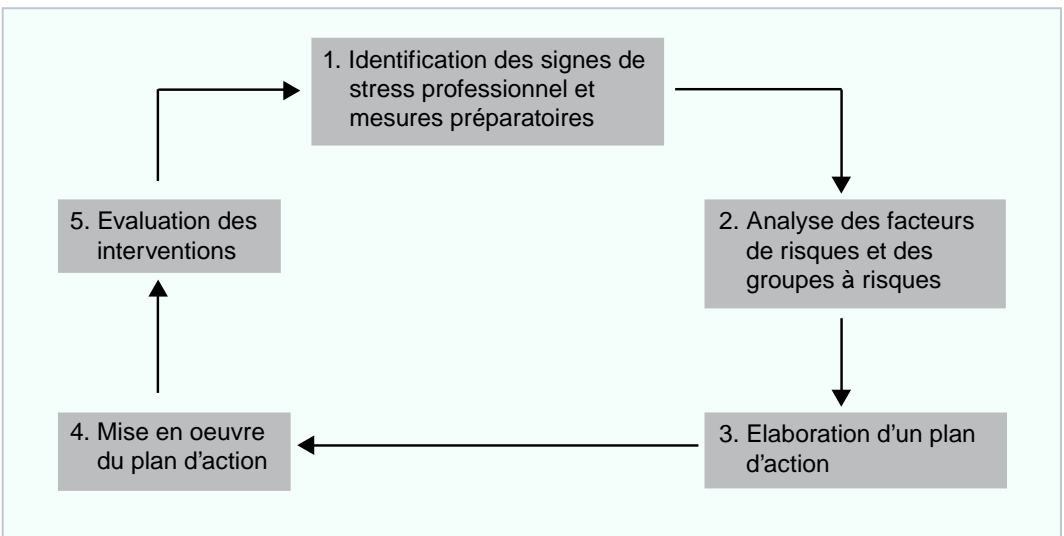 1. Identification des signes de
stress professionnel et
mesures préparatoires
2. Analyse des facteurs
de risques et des
groupes à risques
3. Elaboration d'un plan
d'action
4. Mise en oeuvre
du plan d'action
5. Evaluation des
interventions